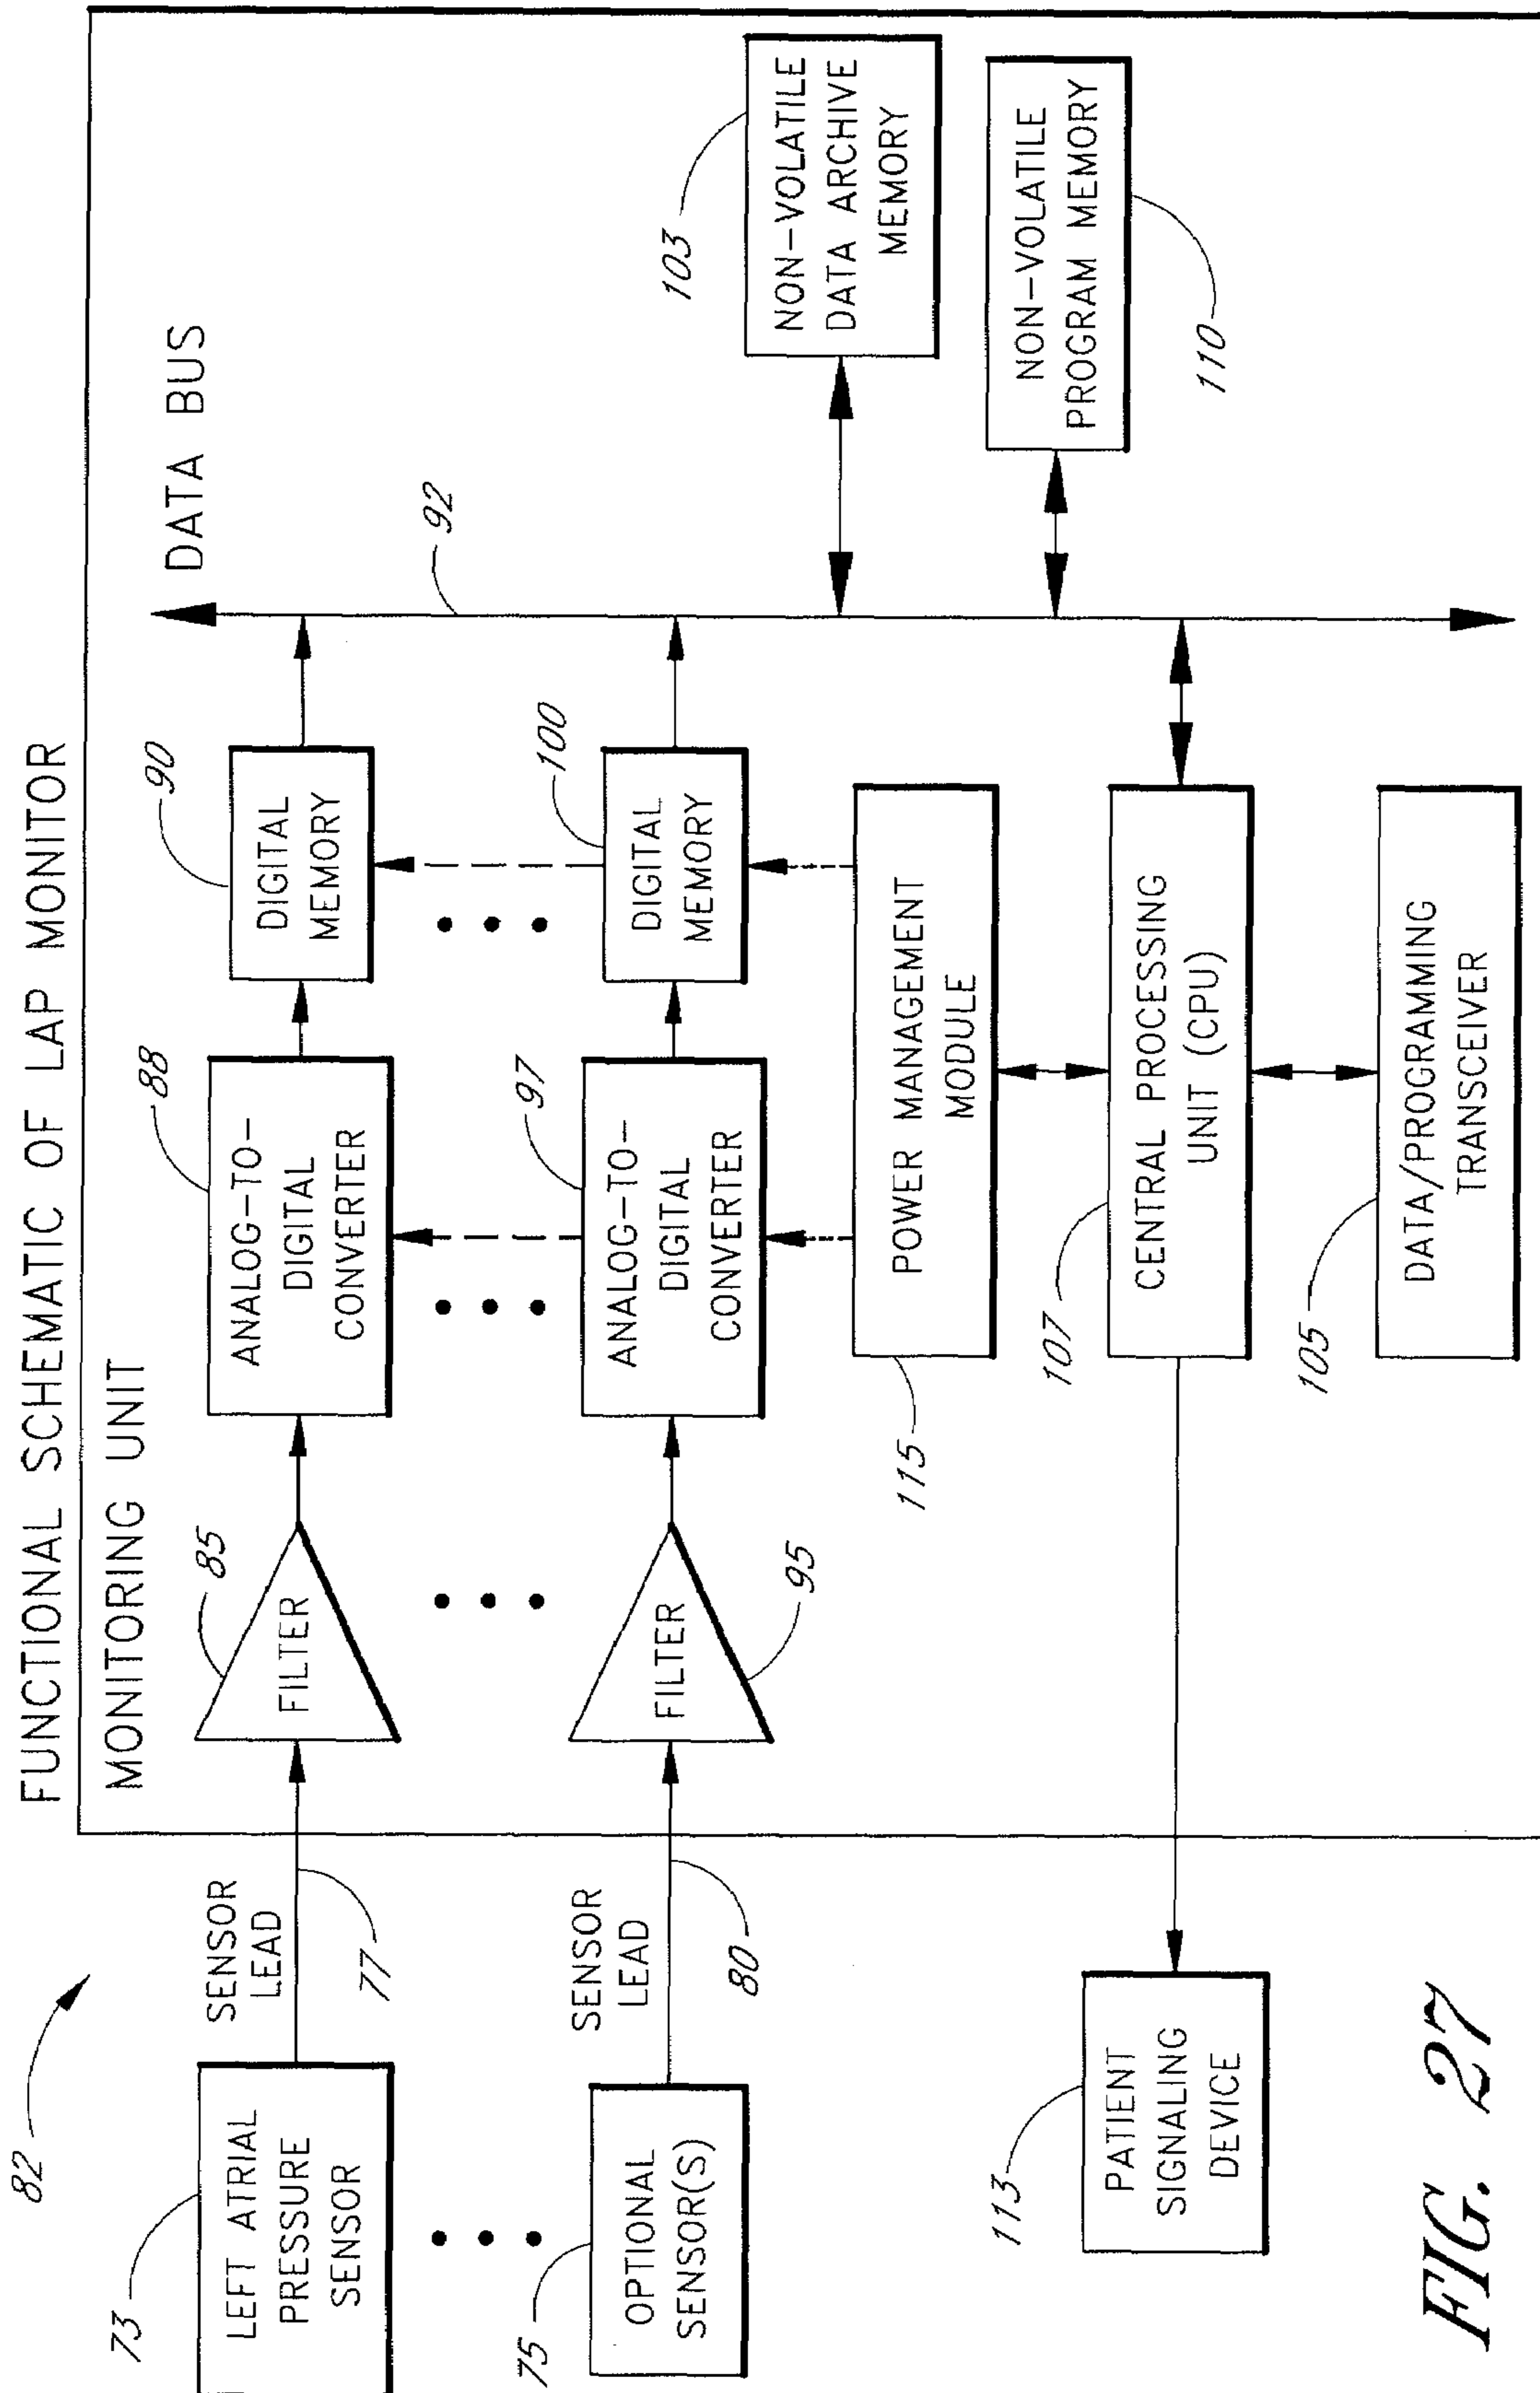 FUNCTIONAL SCHEMATIC OF LAP MONITOR
82
MONITORING UNIT
DATA BUS
73
LEFT ATRIAL
PRESSURE
SENSOR
SENSOR
LEAD
77
85
FILTER
88
ANALOG-TO-
DIGITAL
CONVERTER
90
DIGITAL
MEMORY
92
75
OPTIONAL
SENSOR(S)
SENSOR
LEAD
80
FILTER
95
97
ANALOG-TO-
DIGITAL
CONVERTER
100
DIGITAL
MEMORY
103
NON-VOLATILE
DATA ARCHIVE
MEMORY
NON-VOLATILE
PROGRAM MEMORY
110
POWER MANAGEMENT
MODULE
115
107
CENTRAL PROCESSING
UNIT (CPU)
113
PATIENT
SIGNALING
DEVICE
105
DATA/PROGRAMMING
TRANSCEIVER
FIG. 27